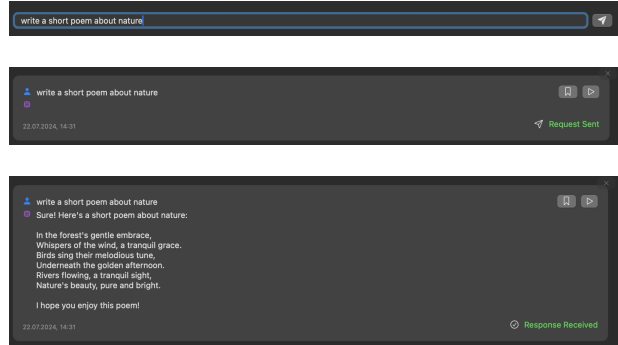 write a short poem about nature
write a short poem about nature
22.07.2024, 14:31
Request Sent
write a short poem about nature
Sure! Here's a short poem about nature:
In the forest's gentle embrace,
Whispers of the wind, a tranquil grace.
Birds sing their melodious tune,
Underneath the golden afternoon.
Rivers flowing, a tranquil sight,
Nature's beauty, pure and bright.
I hope you enjoy this poem!
22.07.2024, 14:31
Response Received